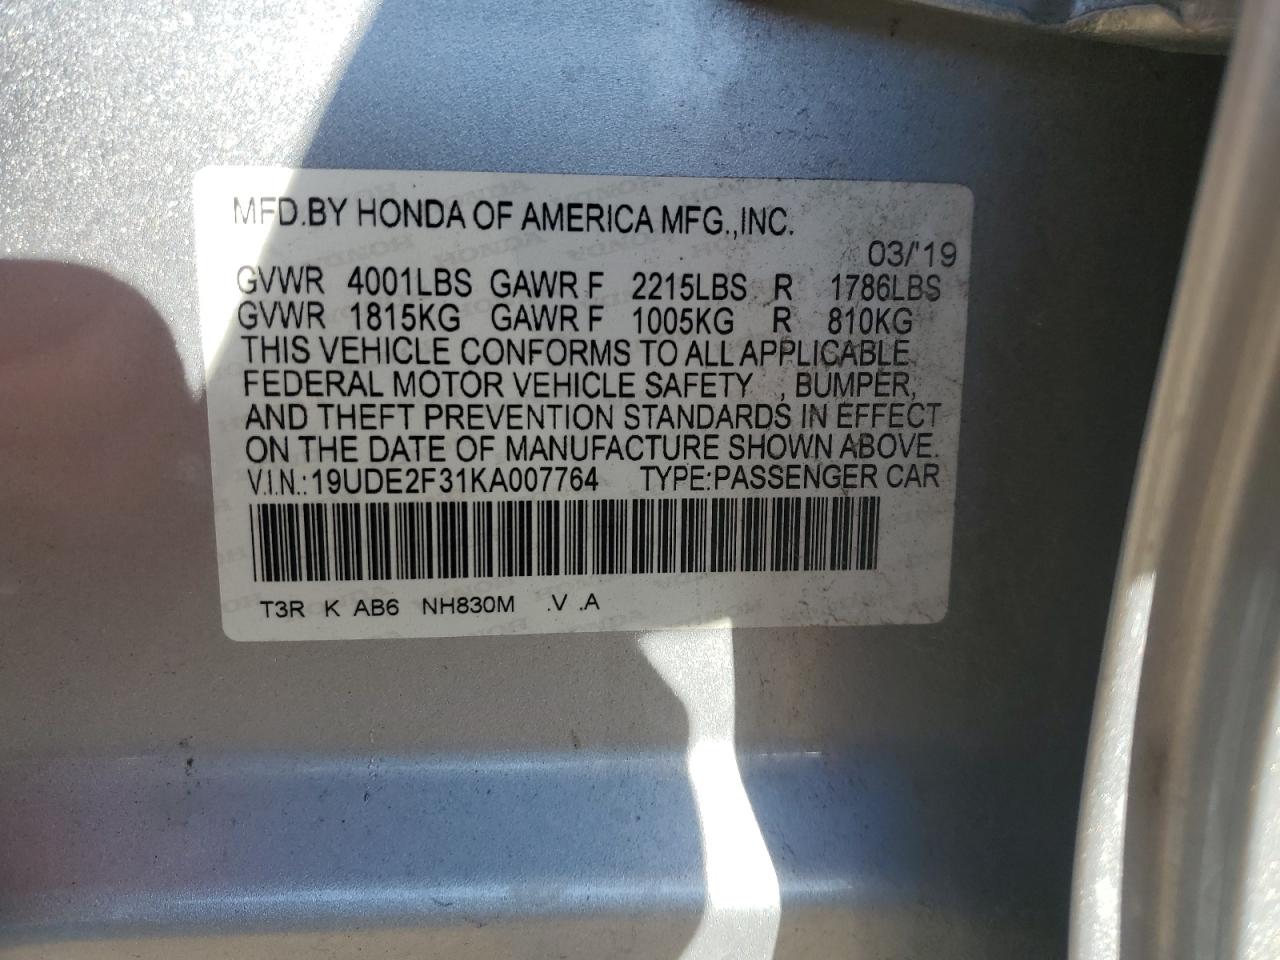 MFD.BY HONDA OF AMERICA MFG.,INC.
03/'19
GVWR 4001LBS GAWR F 2215LBS R 1786LBS
GVWR 1815KG GAWR F 1005KG R 810KG
THIS VEHICLE CONFORMS TO ALL APPLICABLE
FEDERAL MOTOR VEHICLE SAFETY , BUMPER,
AND THEFT PREVENTION STANDARDS IN EFFECT
ON THE DATE OF MANUFACTURE SHOWN ABOVE.
V.I.N.:19UDE2F31KA007764 TYPE:PASSENGER CAR
T3R K AB6 NH830M .V .A